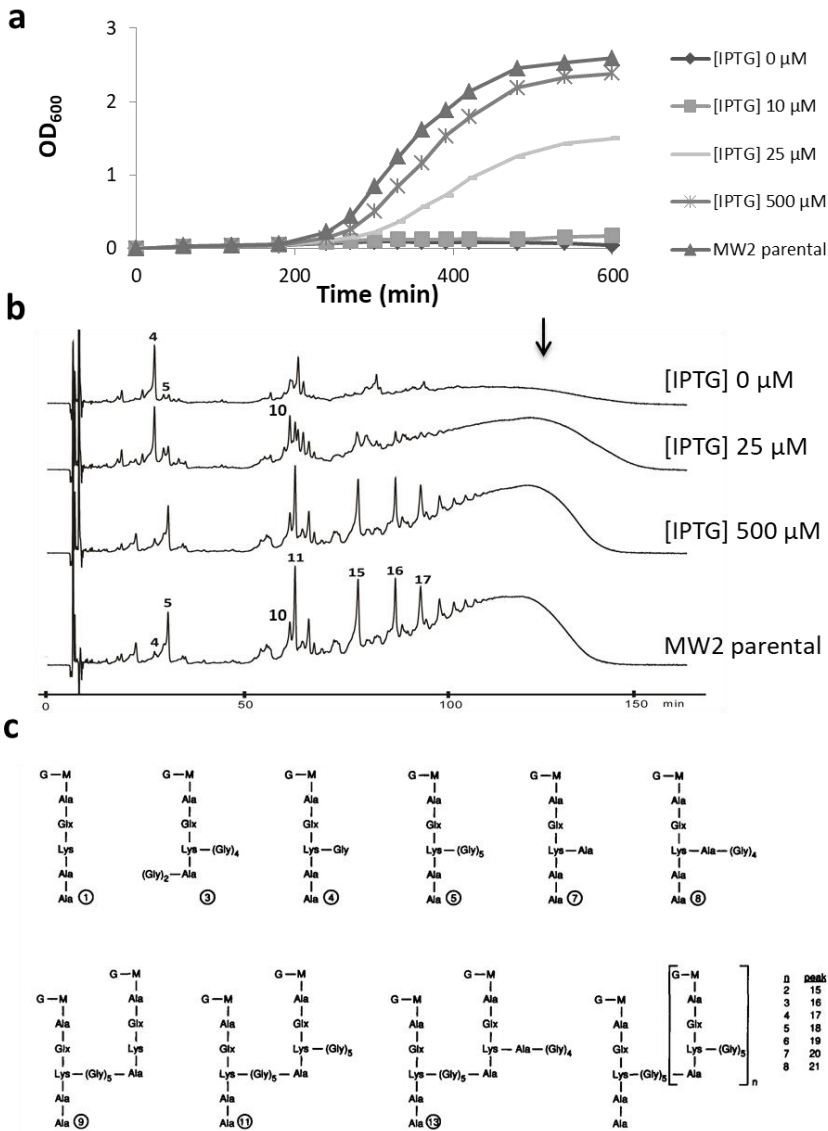 a
3
2
1
0
OD600
0
200
400
600
Time (min)
[IPTG] 0 μM
[IPTG] 10 μM
[IPTG] 25 μM
[IPTG] 500 μM
MW2 parental
b
4
5
[IPTG] 0 μM
10
[IPTG] 25 μM
[IPTG] 500 μM
4
5
10
11
15
16
17
MW2 parental
0
50
100
min
150
c
G—M
Ala
Glx
Lys
Ala
Ala ①
G—M
Ala
Glx
Lys—(Gly)4
(Gly)2—Ala
③
G—M
Ala
Glx
Lys—Gly
Ala
Ala ④
G—M
Ala
Glx
Lys—(Gly)5
Ala
Ala ⑤
G—M
Ala
Glx
Lys—Ala
Ala
Ala ⑦
G—M
Ala
Glx
Lys—Ala—(Gly)4
Ala
Ala ⑧
G—M
G—M
Ala
Ala
Glx
Glx
Lys
Lys—(Gly)5—Ala
Ala
Ala ⑨
G—M
G—M
Ala
Ala
Glx
Glx
Lys—(Gly)5
Lys—(Gly)5—Ala
Ala
Ala ⑪
G—M
G—M
Ala
Ala
Glx
Glx
Lys—Ala—(Gly)4
Lys—(Gly)5—Ala
Ala
Ala ⑬
G—M
G—M
Ala
Ala
Glx
Glx
Lys—(Gly)5
Lys—(Gly)5—Ala
n
Ala
Ala
n peak
2 15
3 16
4 17
5 18
6 19
7 20
8 21